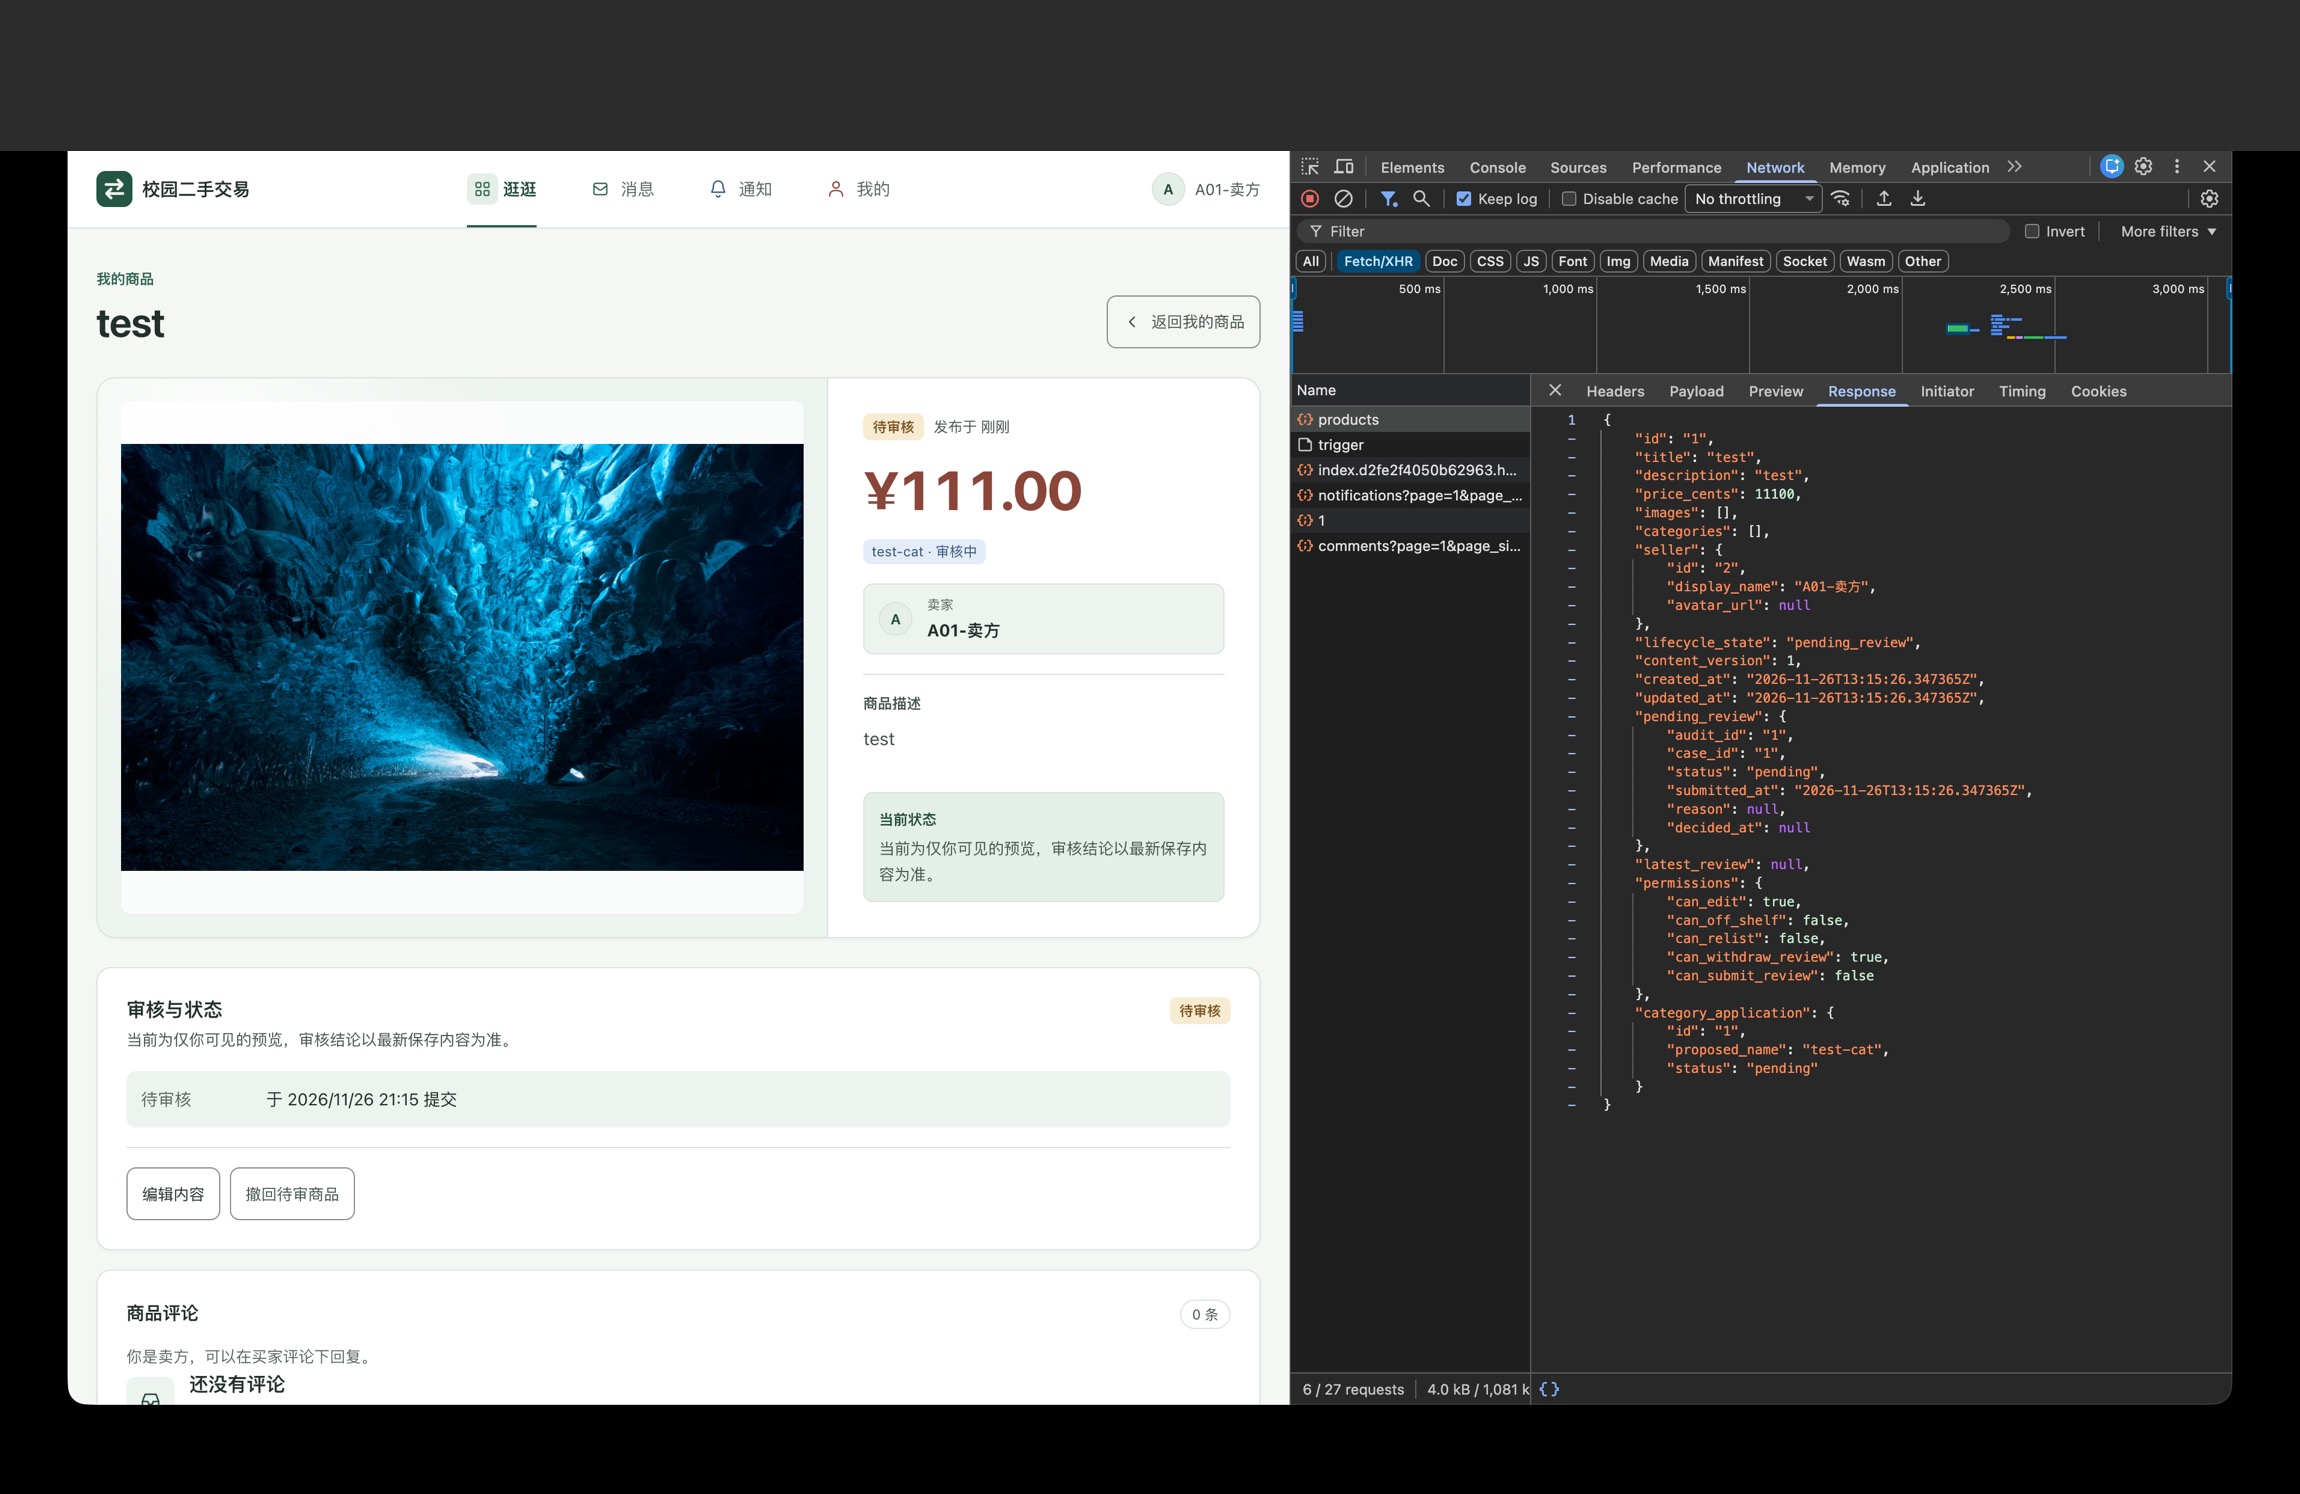 校园二手交易
逛逛
消息
通知
我的
A
A01-卖方
我的商品
test
返回我的商品
待审核
发布于 刚刚
¥111.00
test-cat · 审核中
A
卖家
A01-卖方
商品描述
test
当前状态
当前为仅你可见的预览，审核结论以最新保存内
容为准。
审核与状态
待审核
当前为仅你可见的预览，审核结论以最新保存内容为准。
待审核
于 2026/11/26 21:15 提交
编辑内容
撤回待审商品
商品评论
0 条
你是卖方，可以在买家评论下回复。
还没有评论
Elements
Console
Sources
Performance
Network
Memory
Application
Keep log
Disable cache
No throttling
Filter
Invert
More filters
All
Fetch/XHR
Doc
CSS
JS
Font
Img
Media
Manifest
Socket
Wasm
Other
500 ms
1,000 ms
1,500 ms
2,000 ms
2,500 ms
3,000 ms
Name
products
trigger
index.d2fe2f4050b62963.h...
notifications?page=1&page_...
1
comments?page=1&page_si...
Headers
Payload
Preview
Response
Initiator
Timing
Cookies
1 {
"id": "1",
"title": "test",
"description": "test",
"price_cents": 11100,
"images": [],
"categories": [],
"seller": {
"id": "2",
"display_name": "A01-卖方",
"avatar_url": null
},
"lifecycle_state": "pending_review",
"content_version": 1,
"created_at": "2026-11-26T13:15:26.347365Z",
"updated_at": "2026-11-26T13:15:26.347365Z",
"pending_review": {
"audit_id": "1",
"case_id": "1",
"status": "pending",
"submitted_at": "2026-11-26T13:15:26.347365Z",
"reason": null,
"decided_at": null
},
"latest_review": null,
"permissions": {
"can_edit": true,
"can_off_shelf": false,
"can_relist": false,
"can_withdraw_review": true,
"can_submit_review": false
},
"category_application": {
"id": "1",
"proposed_name": "test-cat",
"status": "pending"
}
}
6 / 27 requests
4.0 kB / 1,081 k
{}